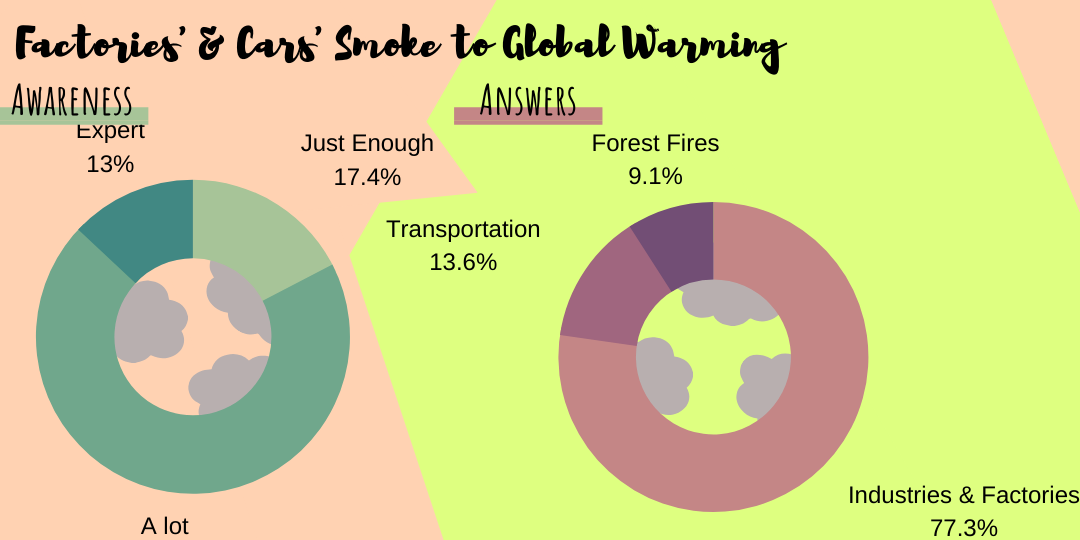 Factories' & Cars' Smoke to Global Warming
Awareness
Answers
Expert
13%
Just Enough
17.4%
A lot
Forest Fires
9.1%
Transportation
13.6%
Industries & Factories
77.3%